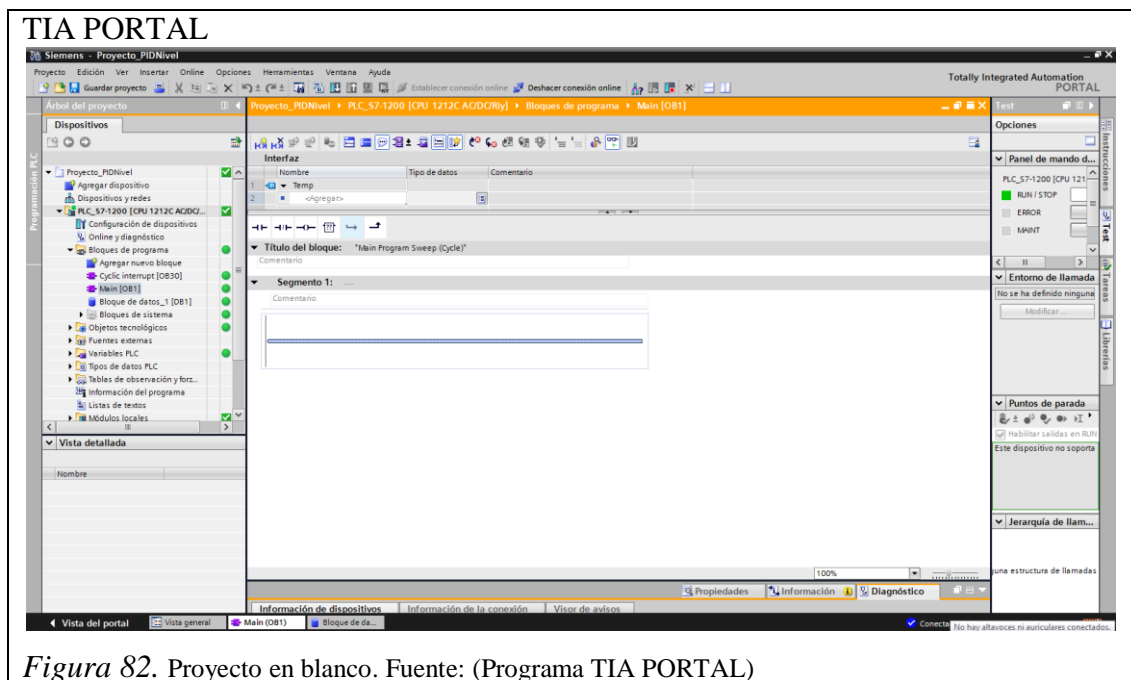 TIA PORTAL
Siemens - Proyecto_PIDNivel
Proyecto Edición Ver Insertar Online Opciones Herramientas Ventana Ayuda
Guardar proyecto
Establecer conexión online
Deshacer conexión online
Totally Integrated Automation
PORTAL
Árbol del proyecto
Proyecto_PIDNivel
PLC_S7-1200 [CPU 1212C AC/DC/Rly]
Bloques de programa
Main [OB1]
Test
Dispositivos
Opciones
Programación PLC
Proyecto_PIDNivel
Agregar dispositivo
Dispositivos y redes
PLC_S7-1200 [CPU 1212C AC/DC/...
Configuración de dispositivos
Online y diagnóstico
Bloques de programa
Agregar nuevo bloque
Cyclic interrupt [OB30]
Main [OB1]
Bloque de datos_1 [DB1]
Bloques de sistema
Objetos tecnológicos
Fuentes externas
Variables PLC
Tipos de datos PLC
Tablas de observación y forz...
Información del programa
Listas de textos
Módulos locales
Vista detallada
Nombre
Interfaz
Nombre Tipo de datos Comentario
1 Temp
2 <Agregar>
Título del bloque: "Main Program Sweep (Cycle)"
Comentario
Segmento 1: ....
Comentario
100%
Propiedades
Información
Diagnóstico
Información de dispositivos
Información de la conexión
Visor de avisos
Panel de mando d...
PLC_S7-1200 [CPU 121
RUN / STOP
ERROR
MAINT
Entorno de llamada
No se ha definido ninguna
Modificar ...
Puntos de parada
Habilitar salidas en RUN
Este dispositivo no soporta
Jerarquía de llam...
una estructura de llamadas
Instrucciones
Test
Tareas
Librerías
Vista del portal
Vista general
Main (OB1)
Bloque de da...
Conecta
No hay altavoces ni auriculares conectados.
Figura 82. Proyecto en blanco. Fuente: (Programa TIA PORTAL)